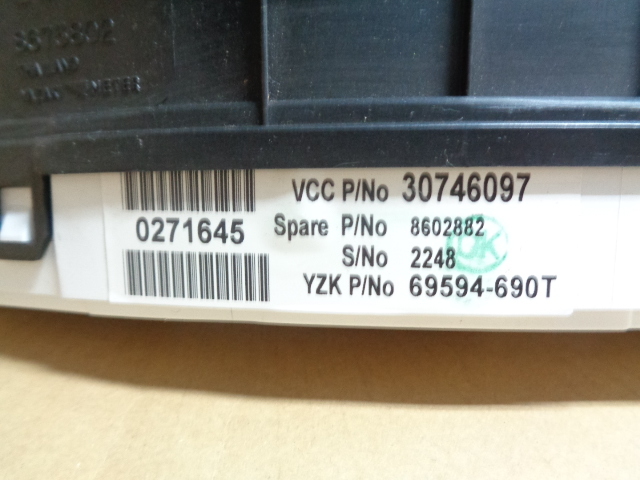 VCC P/No 30746097
0271645
Spare P/No 8602882
OK
S/No 2248
YZK P/No 69594-690T